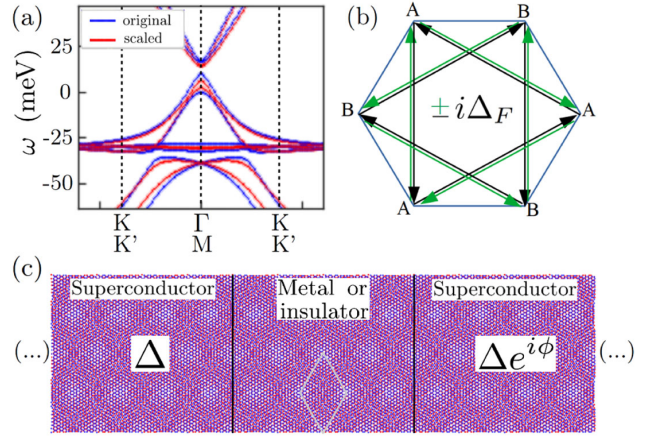 (a)
original
scaled
ω (meV)
25
0
-25
-50
K Γ K
K' M K'
(b)
A B
B A
A B
± iΔ_F
(c)
Superconductor
Metal or
insulator
Superconductor
(...) Δ Δe^{iϕ} (...)